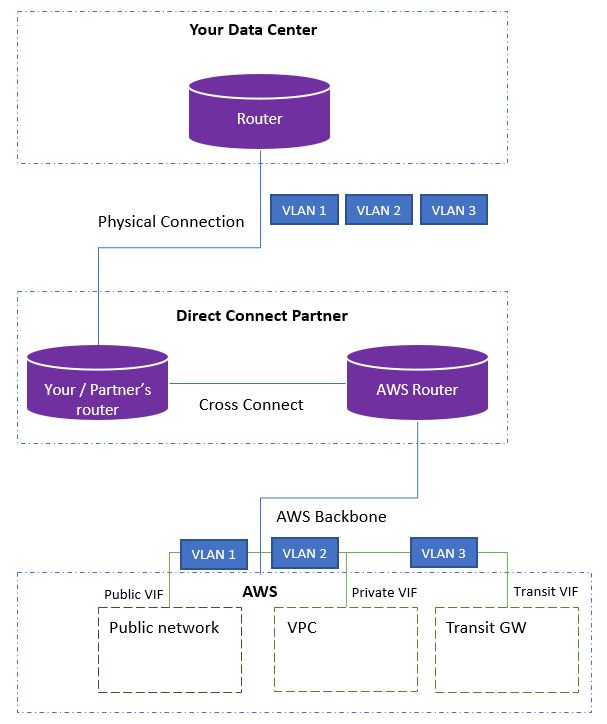 Your Data Center
Router
VLAN 1
VLAN 2
VLAN 3
Physical Connection
Direct Connect Partner
Your / Partner's
router
AWS Router
Cross Connect
AWS Backbone
VLAN 1
VLAN 2
VLAN 3
Public VIF
AWS
Private VIF
Transit VIF
Public network
VPC
Transit GW